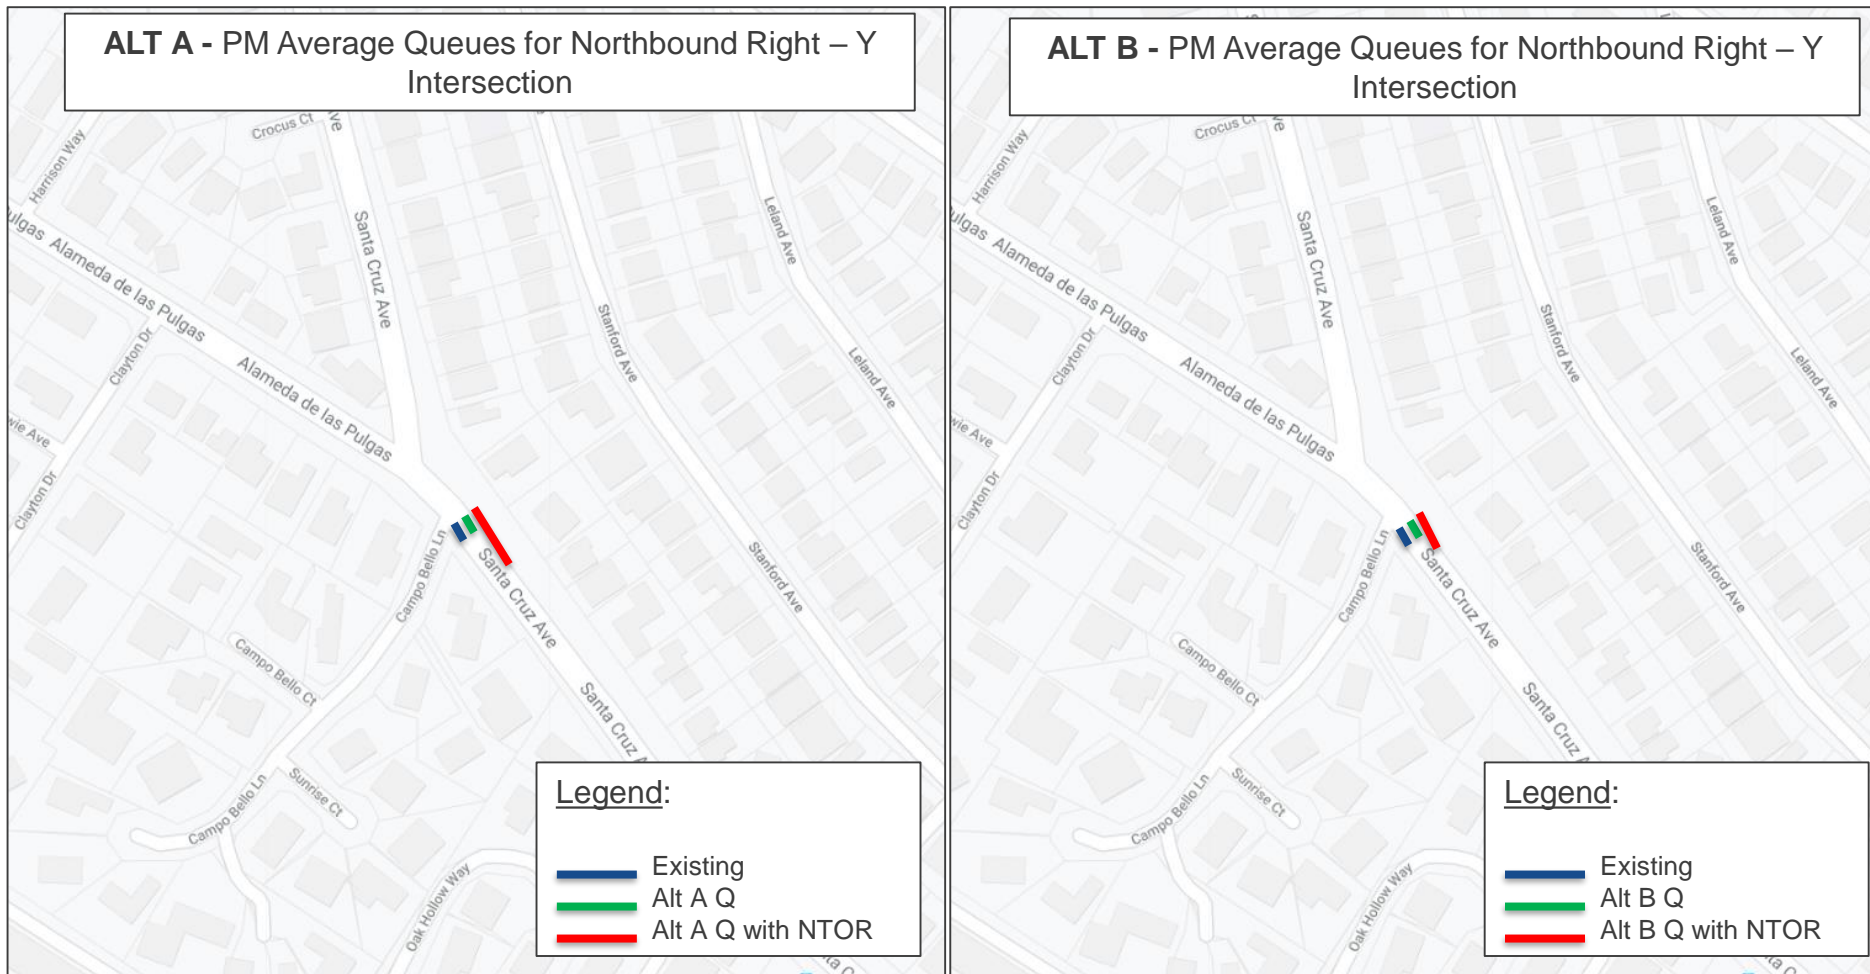 ALT A - PM Average Queues for Northbound Right – Y
Intersection
Crocus Ct
Harrison Way
Santa Cruz Ave
Leland Ave
Alameda de las Pulgas
Clayton Dr
Stanford Ave
Leland Ave
Alameda de las Pulgas
Clayton Dr
Campo Bello Ln
Santa Cruz Ave
Stanford Ave
Campo Bello Ct
Santa Cruz
Sunrise Ct
Campo Bello Ln
Oak Hollow Way
Legend:
Existing
Alt A Q
Alt A Q with NTOR
ALT B - PM Average Queues for Northbound Right – Y
Intersection
Crocus Ct
Harrison Way
Santa Cruz Ave
Leland Ave
Alameda de las Pulgas
Clayton Dr
Stanford Ave
Leland Ave
Alameda de las Pulgas
Clayton Dr
Campo Bello Ln
Santa Cruz Ave
Stanford Ave
Campo Bello Ct
Santa Cruz
Sunrise Ct
Campo Bello Ln
Oak Hollow Way
Legend:
Existing
Alt B Q
Alt B Q with NTOR